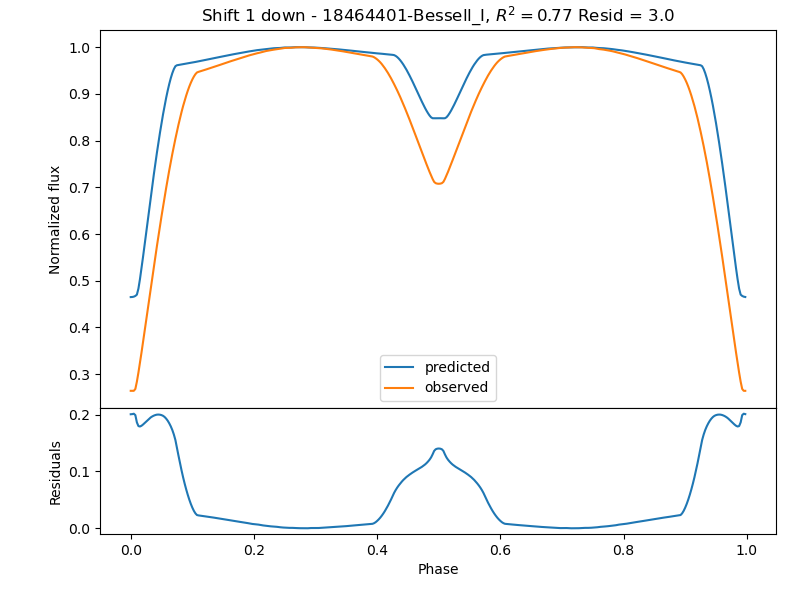 Shift 1 down - 18464401-Bessell_I, $R^2 = 0.77$ Resid = 3.0
1.0
0.9
0.8
0.7
0.6
0.5
0.4
0.3
Normalized flux
predicted
observed
0.2
0.1
0.0
Residuals
0.0 0.2 0.4 0.6 0.8 1.0
Phase